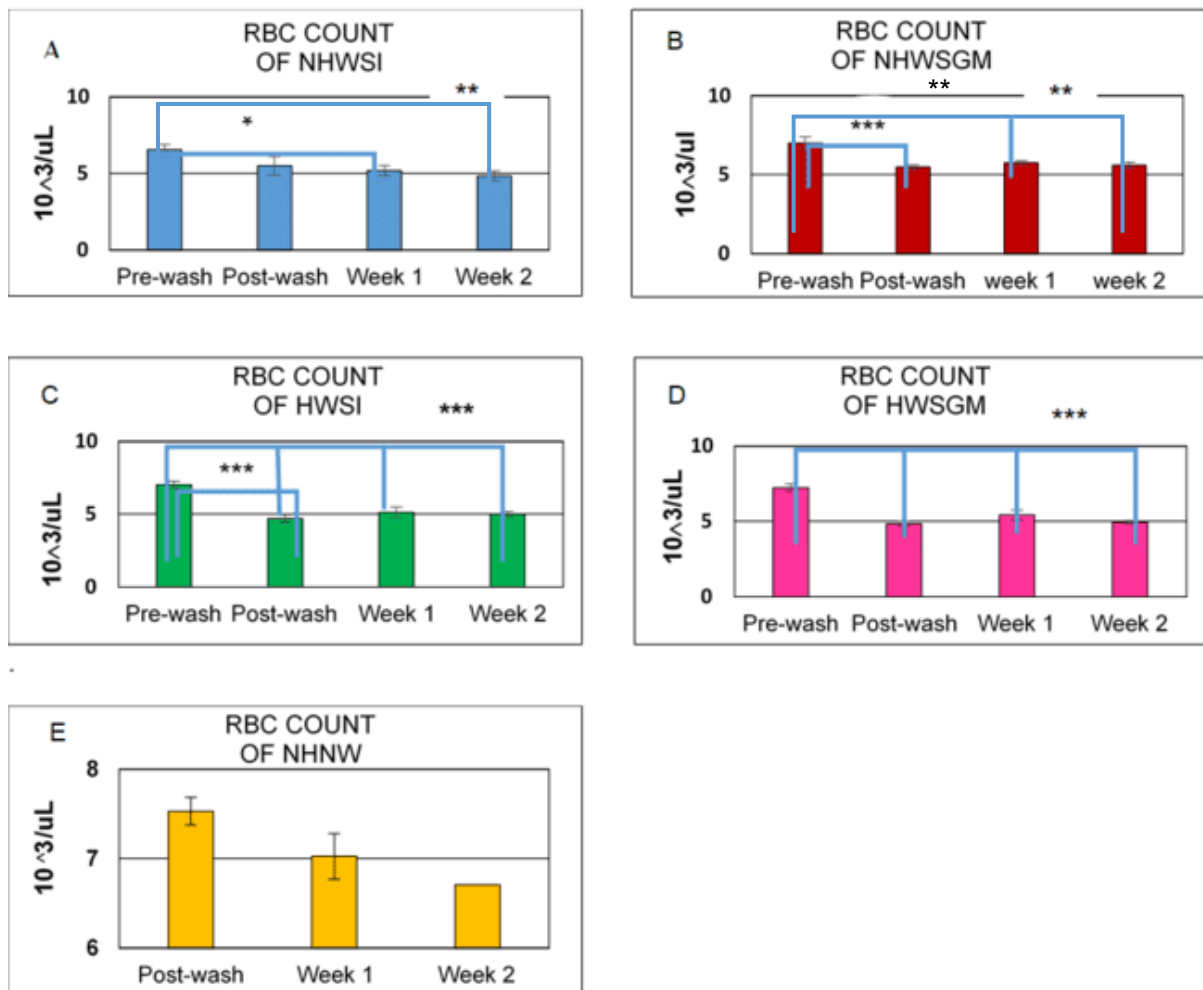 A
RBC COUNT
OF NHWSI
**
*
10
5
0
10^3/uL
Pre-wash Post-wash Week 1 Week 2
B
RBC COUNT
OF NHWSGM
** **
***
10
5
0
10^3/ul
Pre-wash Post-wash week 1 week 2
C
RBC COUNT
OF HWSI
***
***
10
5
0
10^3/uL
Pre-wash Post-wash Week 1 Week 2
D
RBC COUNT
OF HWSGM
***
10
5
0
10^3/uL
Pre-wash Post-wash Week 1 Week 2
.
E
RBC COUNT
OF NHNW
8
7
6
10 ^3/uL
Post-wash Week 1 Week 2